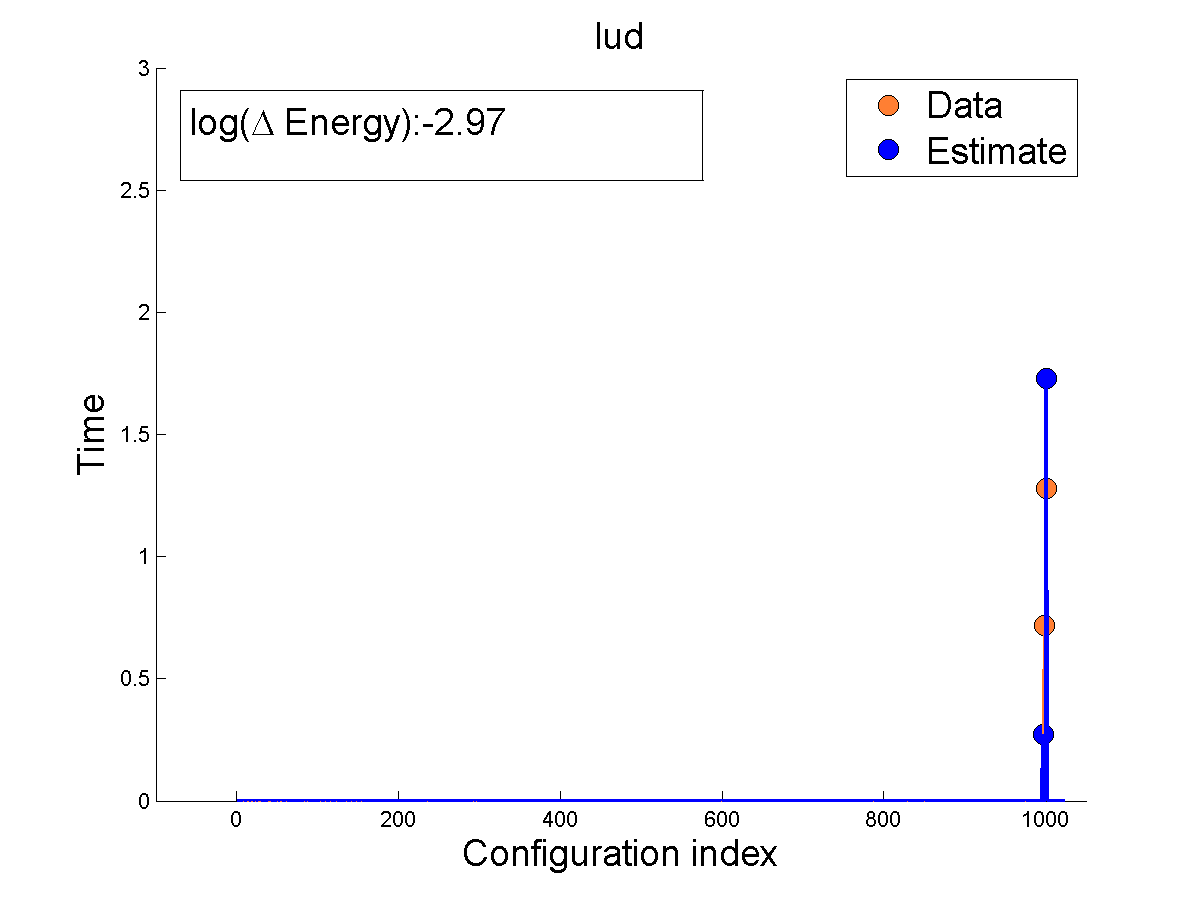 lud
log(Δ Energy):-2.97
Data
Estimate
3
2.5
2
1.5
1
0.5
0
Time
0 200 400 600 800 1000
Configuration index